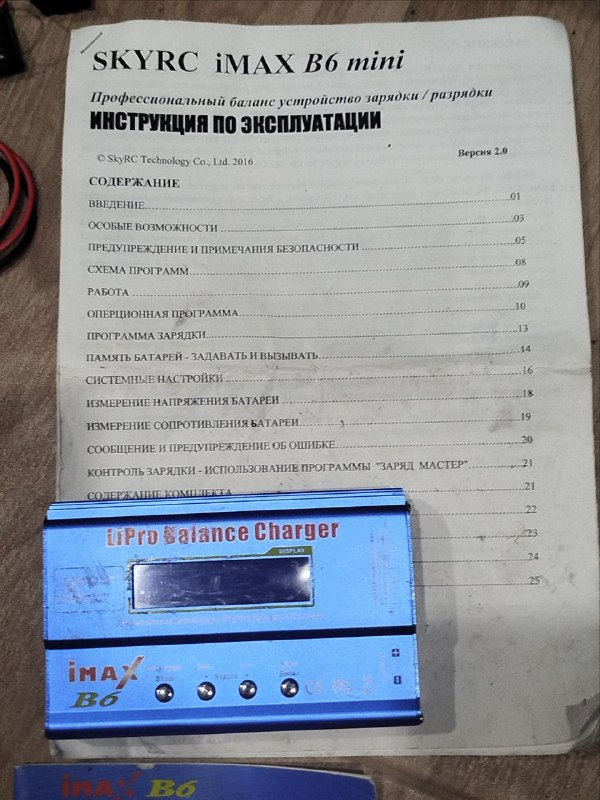 SKYRC iMAX B6 mini
Профессиональный баланс устройство зарядки / разрядки
ИНСТРУКЦИЯ ПО ЭКСПЛУАТАЦИИ
© SkyRC Technology Co., Ltd. 2016 Версия 2.0
СОДЕРЖАНИЕ
ВВЕДЕНИЕ 01
ОСОБЫЕ ВОЗМОЖНОСТИ 03
ПРЕДУПРЕЖДЕНИЕ И ПРИМЕЧАНИЯ БЕЗОПАСНОСТИ 05
СХЕМА ПРОГРАММ 08
РАБОТА 09
ОПЕРЦИОННАЯ ПРОГРАММА 10
ПРОГРАММА ЗАРЯДКИ 13
ПАМЯТЬ БАТАРЕЙ - ЗАДАВАТЬ И ВЫЗЫВАТЬ 14
СИСТЕМНЫЕ НАСТРОЙКИ 16
ИЗМЕРЕНИЕ НАПРЯЖЕНИЯ БАТАРЕИ 18
ИЗМЕРЕНИЕ СОПРОТИВЛЕНИЯ БАТАРЕИ 19
СООБЩЕНИЕ И ПРЕДУПРЕЖДЕНИЕ ОБ ОШИБКЕ 20
КОНТРОЛЬ ЗАРЯДКИ - ИСПОЛЬЗОВАНИЕ ПРОГРАММЫ "ЗАРЯД МАСТЕР" 21
СОДЕРЖАНИЕ КОМПЛЕКТА 21
22
23
24
25
LiPro Balance Charger
DISPLAY
iMAX
B6
Stop
Status
Enter
iMAX B6